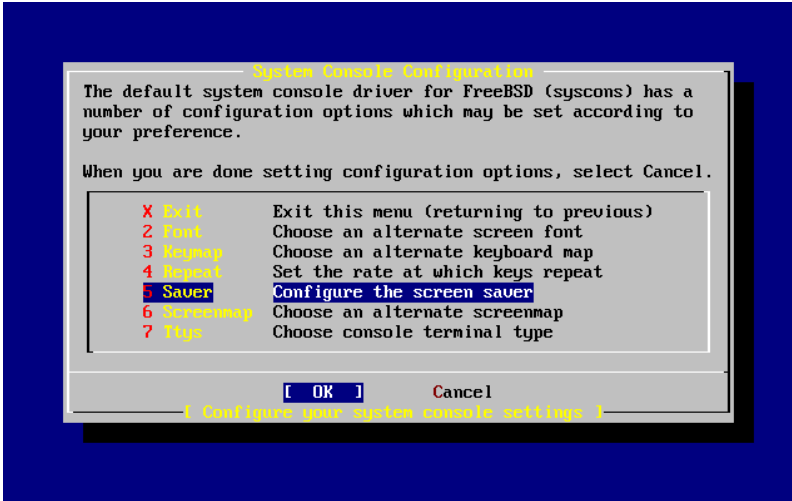 System Console Configuration
The default system console driver for FreeBSD (syscons) has a
number of configuration options which may be set according to
your preference.
When you are done setting configuration options, select Cancel.
X Exit Exit this menu (returning to previous)
2 Font Choose an alternate screen font
3 Keymap Choose an alternate keyboard map
4 Repeat Set the rate at which keys repeat
5 Saver Configure the screen saver
6 Screenmap Choose an alternate screenmap
7 Ttys Choose console terminal type
[ OK ] Cancel
[ Configure your system console settings ]